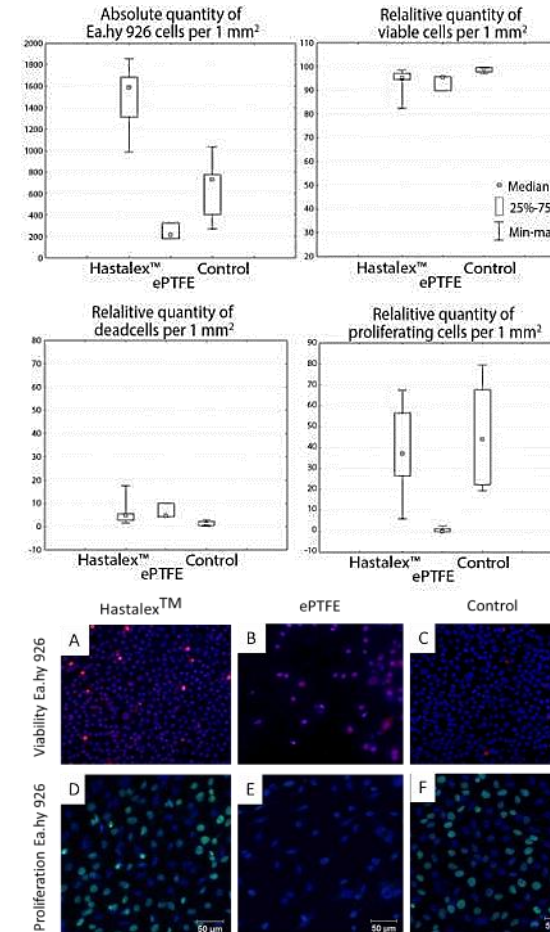 Absolute quantity of
Ea.hy 926 cells per 1 mm²
2000
1800
1600
1400
1200
1000
800
600
400
200
0
Hastalex™ Control
ePTFE
Relalitive quantity of
viable cells per 1 mm²
110
100
90
80
70
60
50
40
30
20
Median
25%-75
Min-ma
Hastalex™ Control
ePTFE
Relalitive quantity of
deadcells per 1 mm²
80
70
60
50
40
30
20
10
0
-10
Hastalex™ Control
ePTFE
Relalitive quantity of
proliferating cells per 1 mm²
90
80
70
60
50
40
30
20
10
0
-10
Hastalex™ Control
ePTFE
Hastalex™ ePTFE Control
Viability Ea.hy 926
A B C
Proliferation Ea.hy 926
D E F
50 µm 50 µm